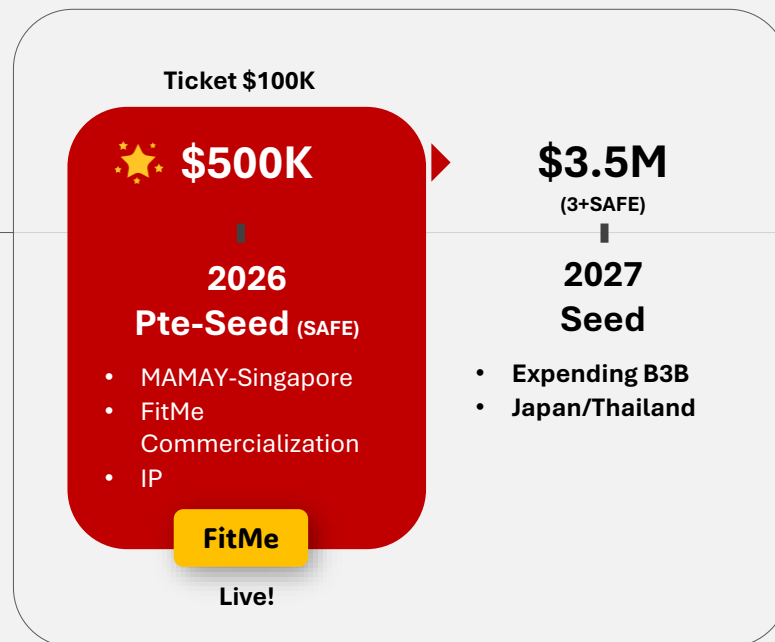 Ticket $100K
$500K
2026
Pte-Seed (SAFE)
• MAMAY-Singapore
• FitMe
Commercialization
• IP
FitMe
Live!
$3.5M
(3+SAFE)
2027
Seed
• Expending B3B
• Japan/Thailand